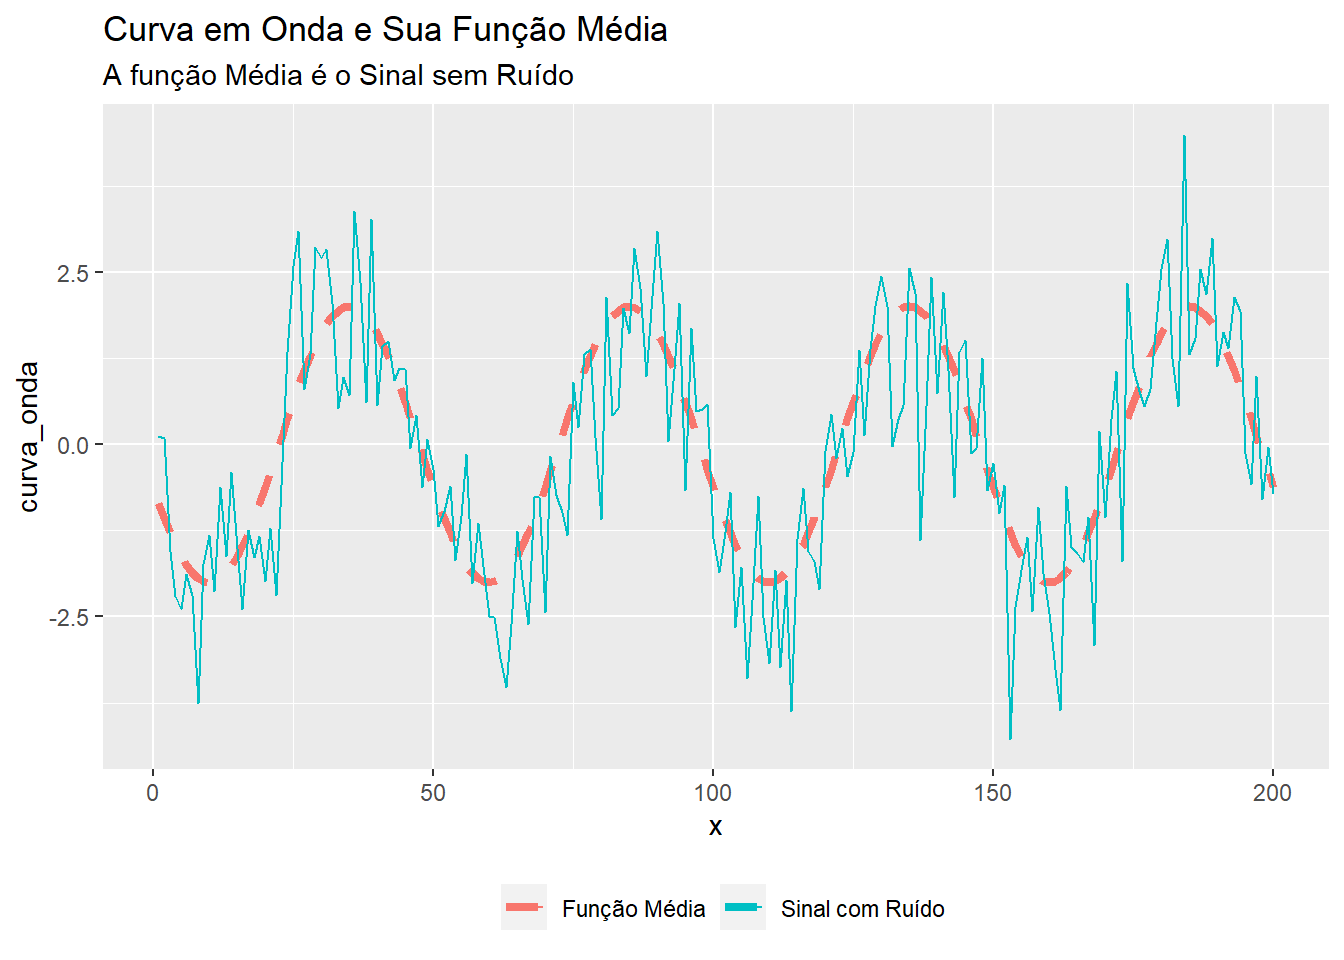 Curva em Onda e Sua Função Média
A função Média é o Sinal sem Ruído
curva_onda
2.5
0.0
-2.5
0
50
100
150
200
x
Função Média
Sinal com Ruído